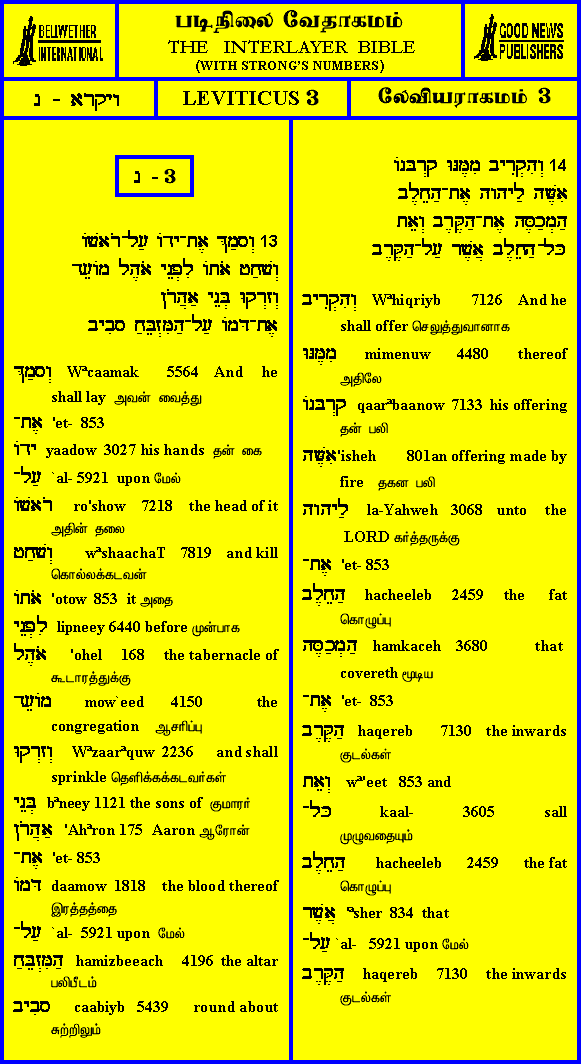 BELLWETHER
INTERNATIONAL
படிநிலை வேதாகமம்
THE INTERLAYER BIBLE
(WITH STRONG'S NUMBERS)
GOOD NEWS
PUBLISHERS
ויקרא - נ
LEVITICUS 3
லேவியராகமம் 3
נ - 3
13 וְסָמַךְ אֶת־יָדוֹ עַל־רֹאשׁוֹ
וְשָׁחַט אֹתוֹ לִפְנֵי אֹהֶל מוֹעֵד
וְזָרְקוּ בְּנֵי אַהֲרֹן
אֶת־דָּמוֹ עַל־הַמִּזְבֵּחַ סָבִיב
וְסָמַךְ Wªcaamak 5564 And he
shall lay அவன் வைத்து
אֶת־ 'et- 853
יָדוֹ yaadow 3027 his hands தன் கை
עַל־ `al- 5921 upon மேல்
רֹאשׁוֹ ro'show 7218 the head of it
அதின் தலை
וְשָׁחַט wªshaachaT 7819 and kill
கொல்லக்கடவன்
אֹתוֹ 'otow 853 it அதை
לִפְנֵי lipneey 6440 before முன்பாக
אֹהֶל 'ohel 168 the tabernacle of
கூடாரத்துக்கு
מוֹעֵד mow`eed 4150 the
congregation ஆசரிப்பு
וְזָרְקוּ Wªzaarªquw 2236 and shall
sprinkle தெளிக்கக்கடவர்கள்
בְּנֵי bªneey 1121 the sons of குமாரர்
אַהֲרֹן 'Ahªron 175 Aaron ஆரோன்
אֶת־ 'et- 853
דָּמוֹ daamow 1818 the blood thereof
இரத்தத்தை
עַל־ `al- 5921 upon மேல்
הַמִּזְבֵּחַ hamizbeeach 4196 the altar
பலிபீடம்
סָבִיב caabiyb 5439 round about
சுற்றிலும்
14 וְהִקְרִיב מִמֶּנּוּ קָרְבָּנוֹ
אִשֶּׁה לַיהוָה אֶת־הַחֵלֶב
הַמְכַסֶּה אֶת־הַקֶּרֶב וְאֵת
כָּל־הַחֵלֶב אֲשֶׁר עַל־הַקֶּרֶב
וְהִקְרִיב Wªhiqriyb 7126 And he
shall offer செலுத்துவானாக
מִמֶּנּוּ mimenuw 4480 thereof
அதிலே
קָרְבָּנוֹ qaarªbaanow 7133 his offering
தன் பலி
אִשֶּׁה 'isheh 801an offering made by
fire தகன பலி
לַיהוָה la-Yahweh 3068 unto the
LORD கர்த்தருக்கு
אֶת־ 'et- 853
הַחֵלֶב hacheeleb 2459 the fat
கொழுப்பு
הַמְכַסֶּה hamkaceh 3680 that
covereth மூடிய
אֶת־ 'et- 853
הַקֶּרֶב haqereb 7130 the inwards
குடல்கள்
וְאֵת wª'eet 853 and
כָּל־ kaal- 3605 sall
முழுவதையும்
הַחֵלֶב hacheeleb 2459 the fat
கொழுப்பு
אֲשֶׁר ªsher 834 that
עַל־ `al- 5921 upon மேல்
הַקֶּרֶב haqereb 7130 the inwards
குடல்கள்